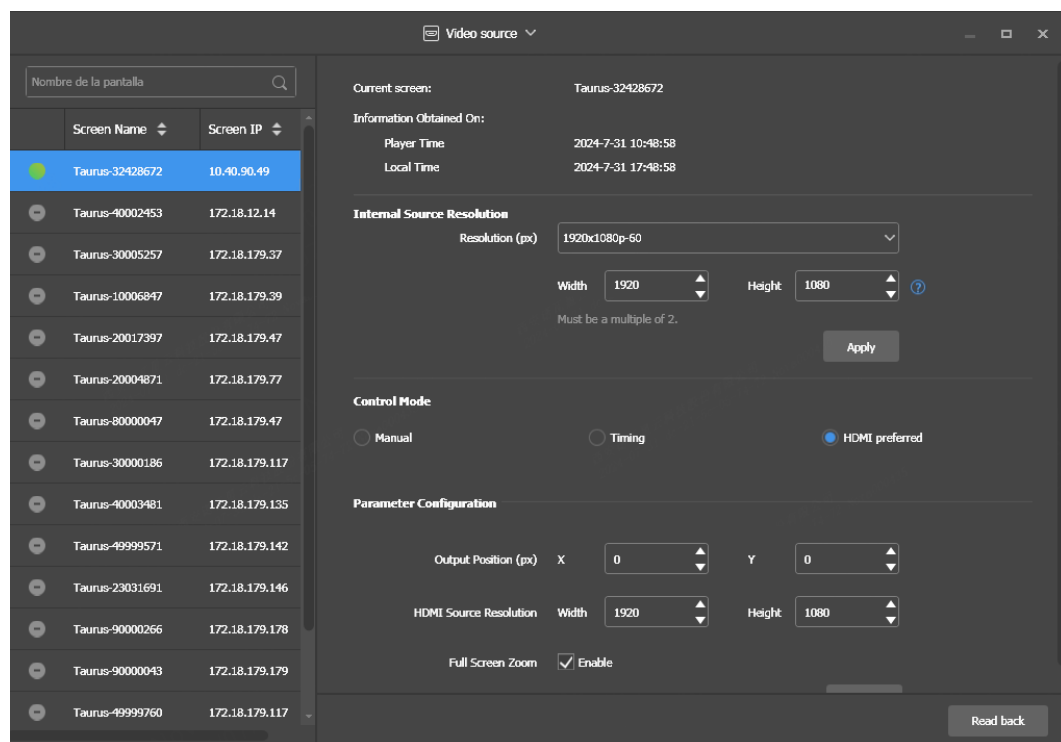 Video source
Nombre de la pantalla
Screen Name Screen IP
Taurus-32428672 10.40.90.49
Taurus-40002453 172.18.12.14
Taurus-30005257 172.18.179.37
Taurus-10006847 172.18.179.39
Taurus-20017397 172.18.179.47
Taurus-20004871 172.18.179.77
Taurus-80000047 172.18.179.47
Taurus-30000186 172.18.179.117
Taurus-40003481 172.18.179.135
Taurus-49999571 172.18.179.142
Taurus-23031691 172.18.179.146
Taurus-90000266 172.18.179.178
Taurus-90000043 172.18.179.179
Taurus-49999760 172.18.179.117
Current screen: Taurus-32428672
Information Obtained On:
Player Time 2024-7-31 10:48:58
Local Time 2024-7-31 17:48:58
Internal Source Resolution
Resolution (px) 1920x1080p-60
Width 1920 Height 1080 ?
Must be a multiple of 2.
Apply
Control Mode
Manual Timing HDMI preferred
Parameter Configuration
Output Position (px) X 0 Y 0
HDMI Source Resolution Width 1920 Height 1080
Full Screen Zoom Enable
Read back